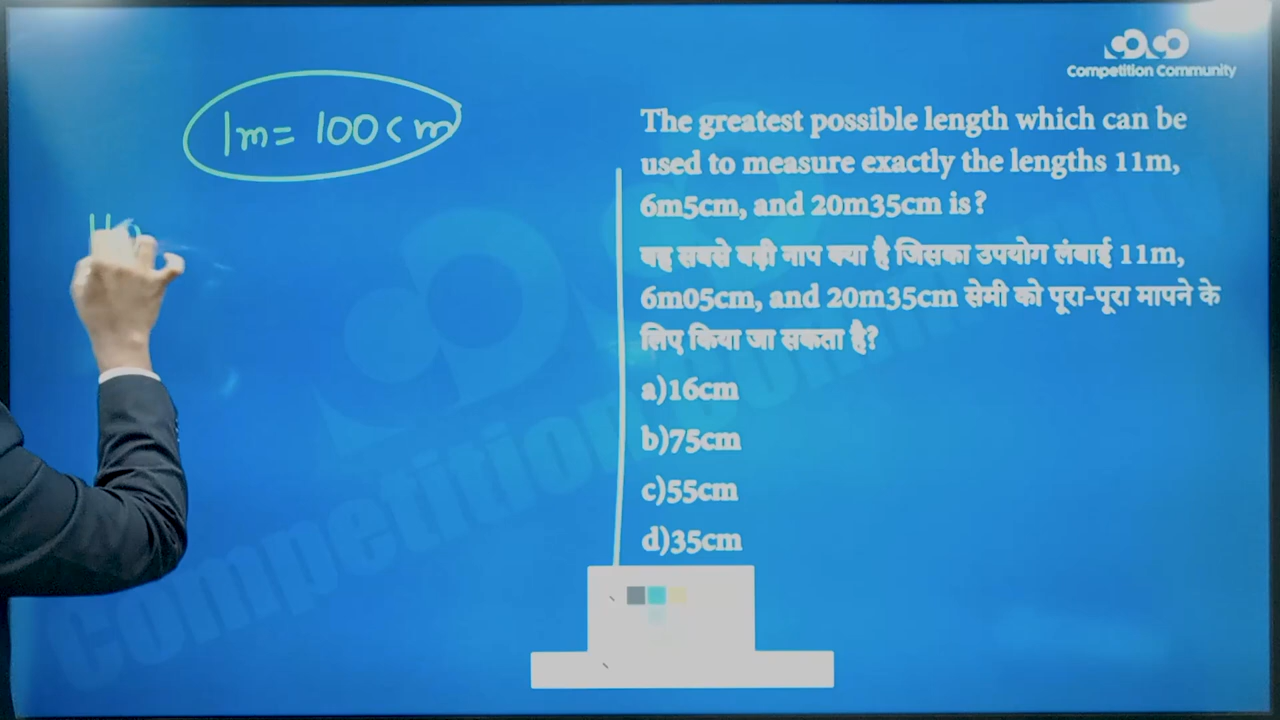 Competition Community
1m = 100cm
The greatest possible length which can be
used to measure exactly the lengths 11m,
6m5cm, and 20m35cm is?
यह सबसे बड़ी नाप क्या है जिसका उपयोग लंबाई 11m,
6m05cm, and 20m35cm सेमी को पूरा-पूरा मापने के
लिए किया जा सकता है?
a)16cm
b)75cm
c)55cm
d)35cm